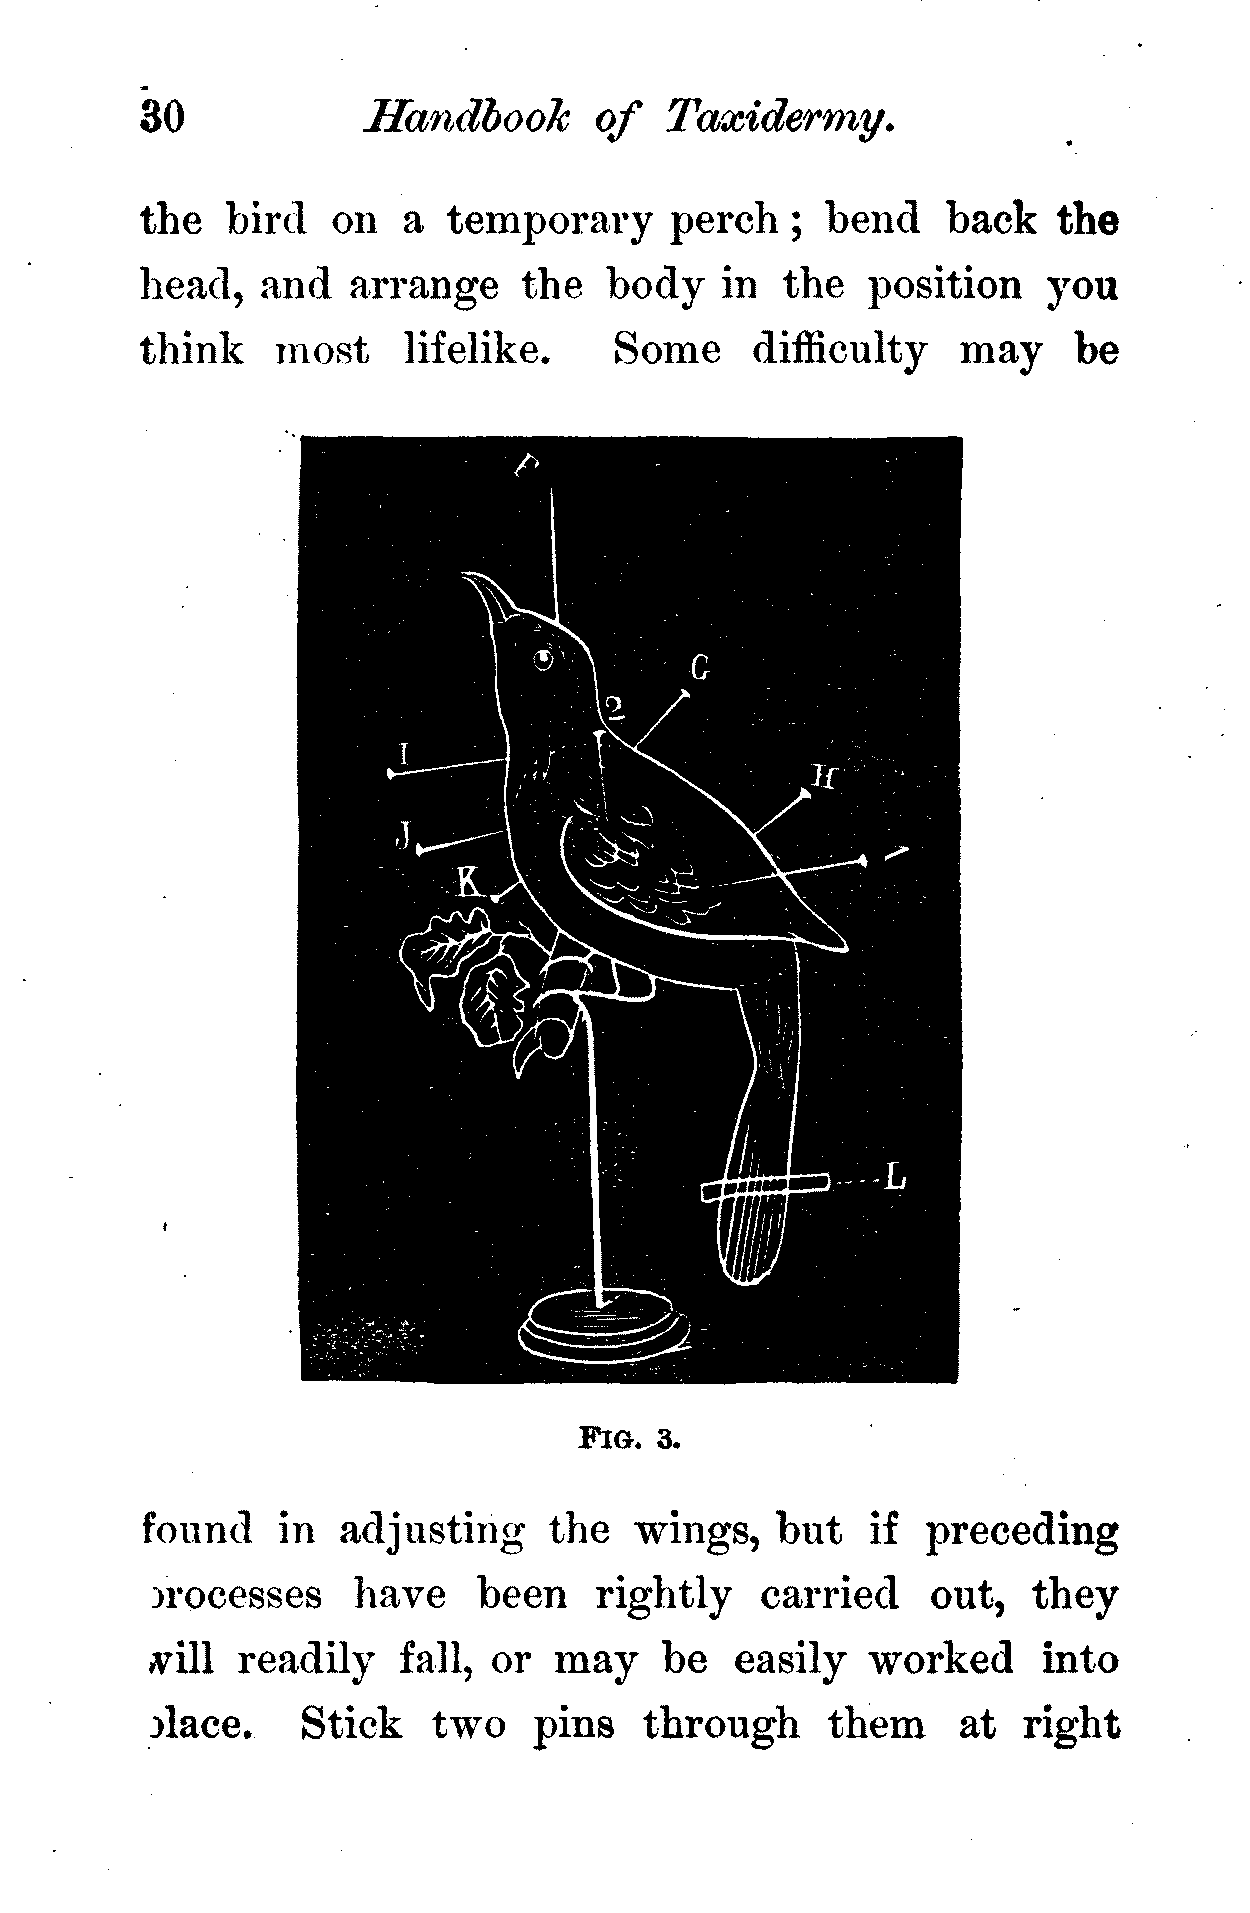 30 Handbook of Taxidermy.
the bird on a temporary perch ; bend back the
head, and arrange the body in the position you
think most lifelike. Some difficulty may be
F
G
2
I
H
J
1
K
L
FIG. 3.
found in adjusting the wings, but if preceding
processes have been rightly carried out, they
will readily fall, or may be easily worked into
place. Stick two pins through them at right